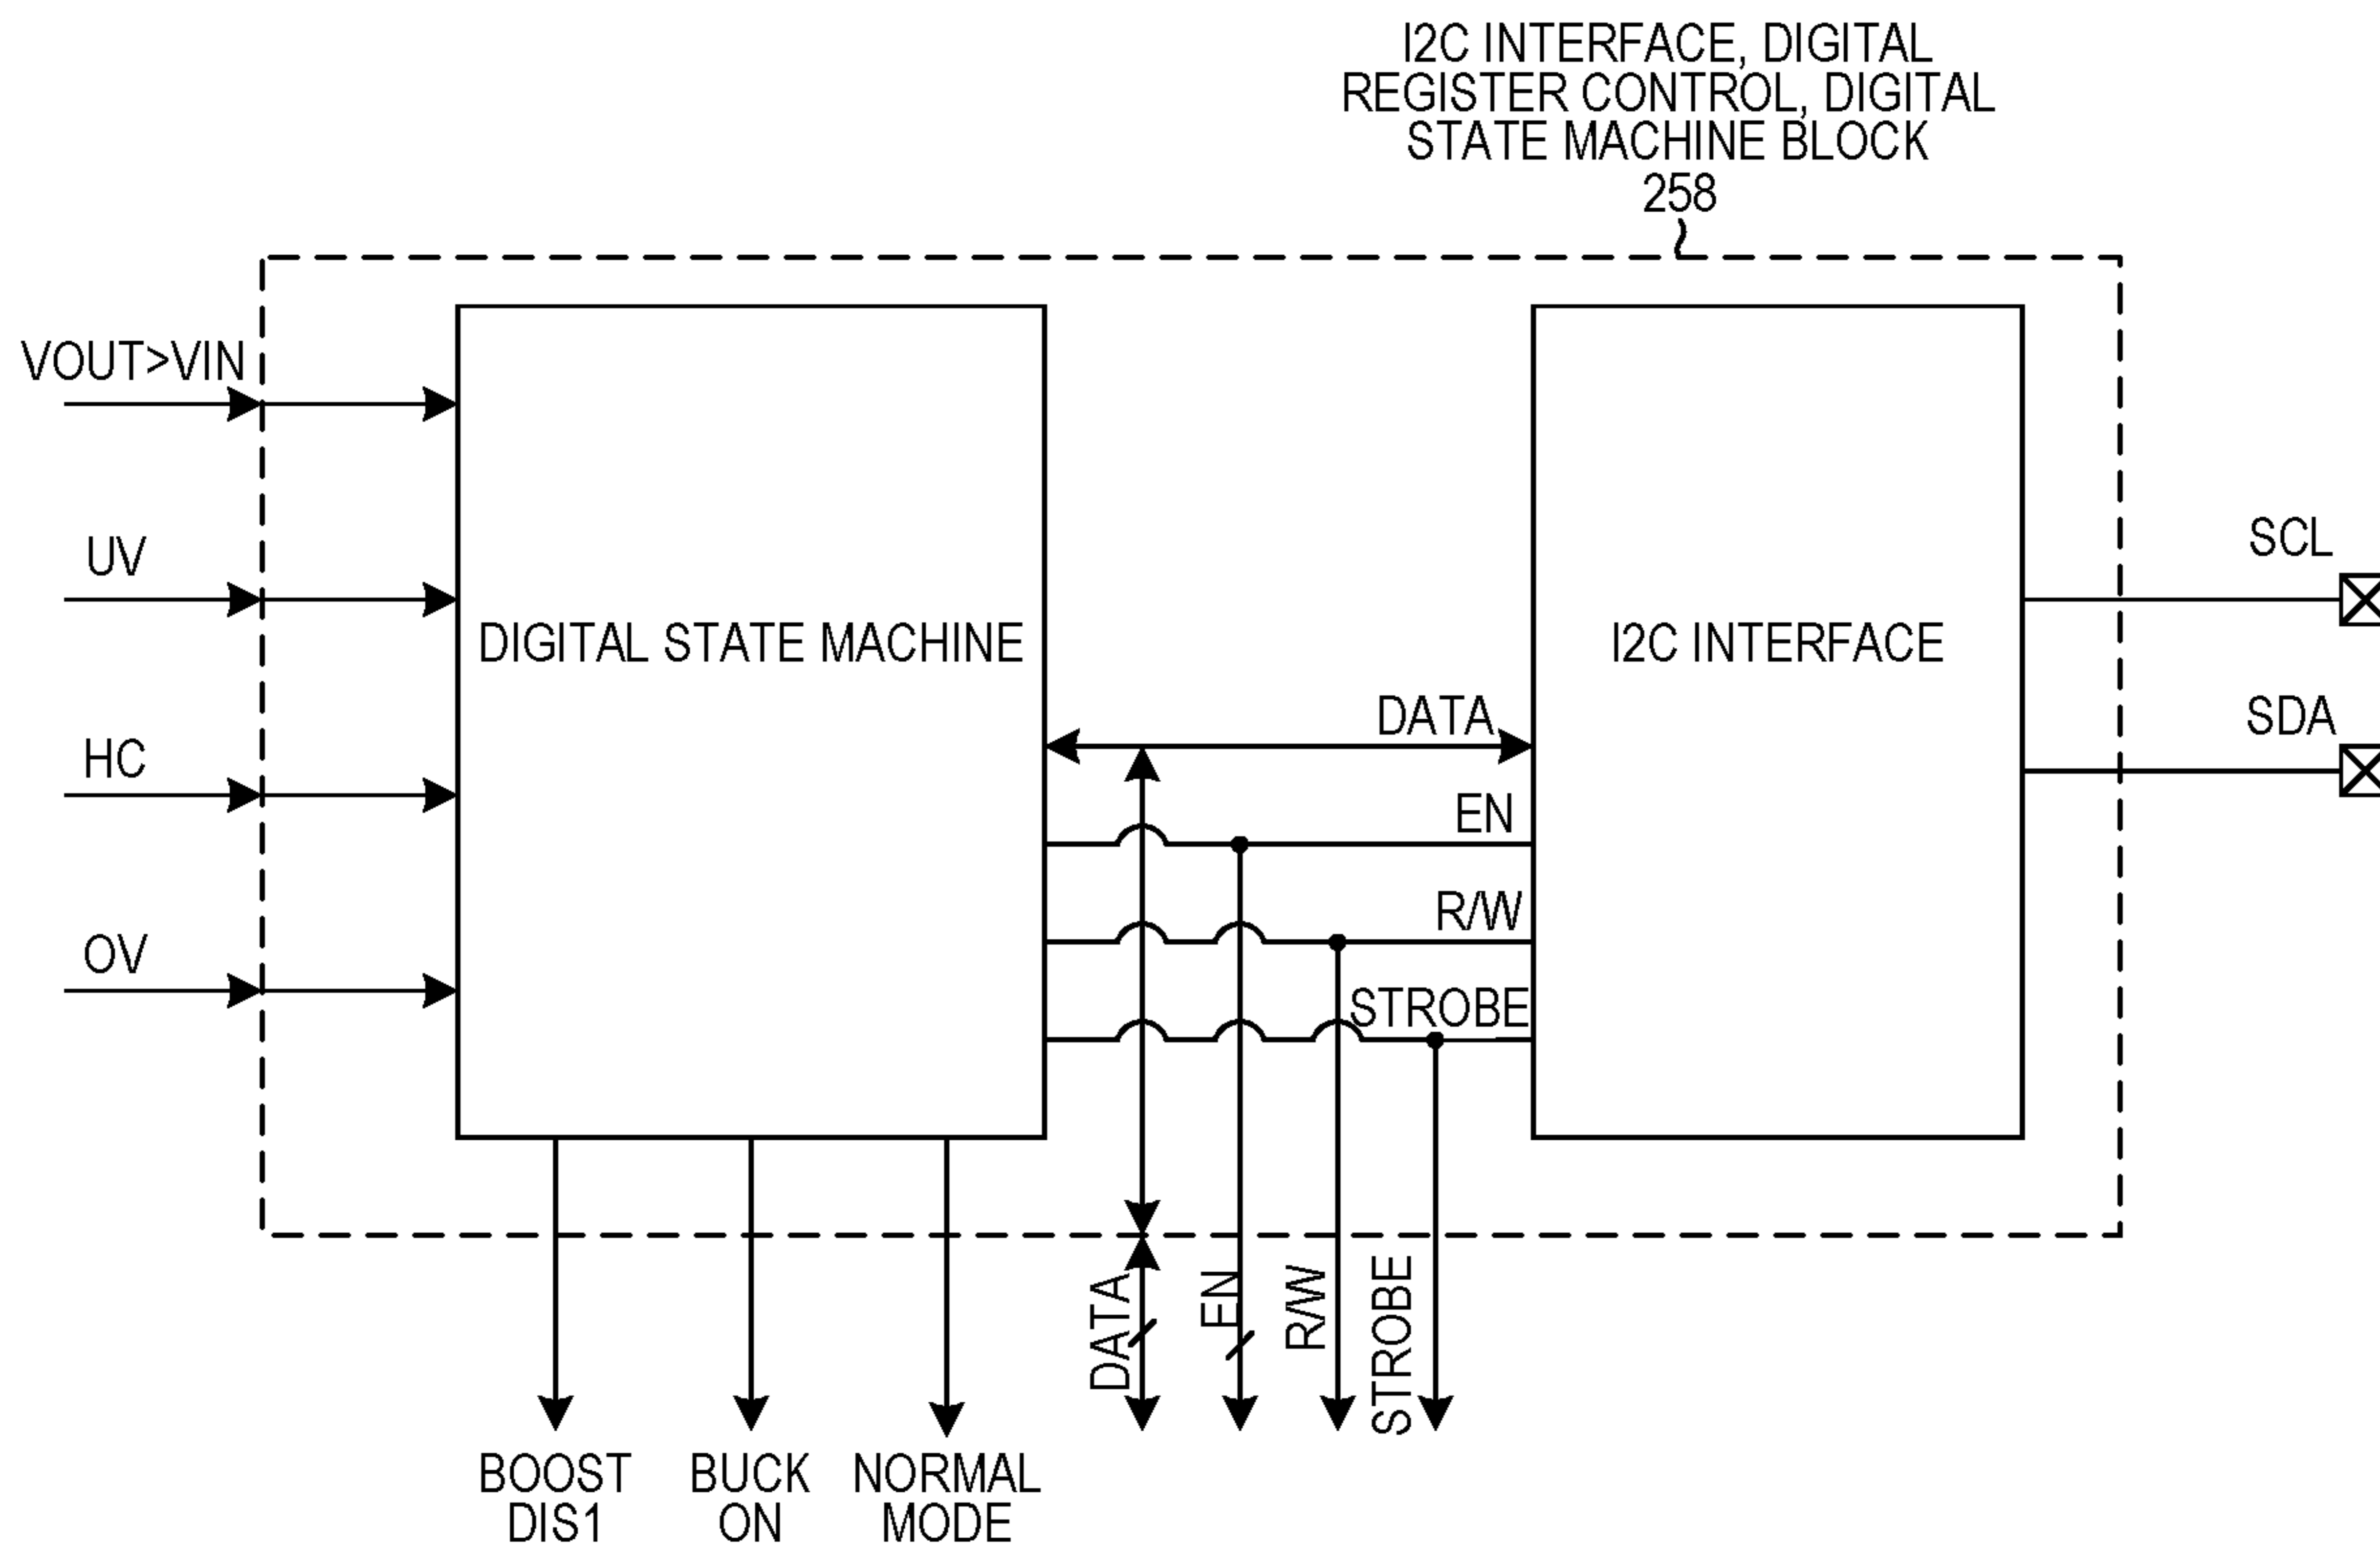 I2C INTERFACE, DIGITAL
REGISTER CONTROL, DIGITAL
STATE MACHINE BLOCK
258
VOUT>VIN
UV
HC
OV
DIGITAL STATE MACHINE
I2C INTERFACE
SCL
SDA
DATA
EN
R/W
STROBE
DATA
EN
R/W
STROBE
BOOST
DIS1
BUCK
ON
NORMAL
MODE